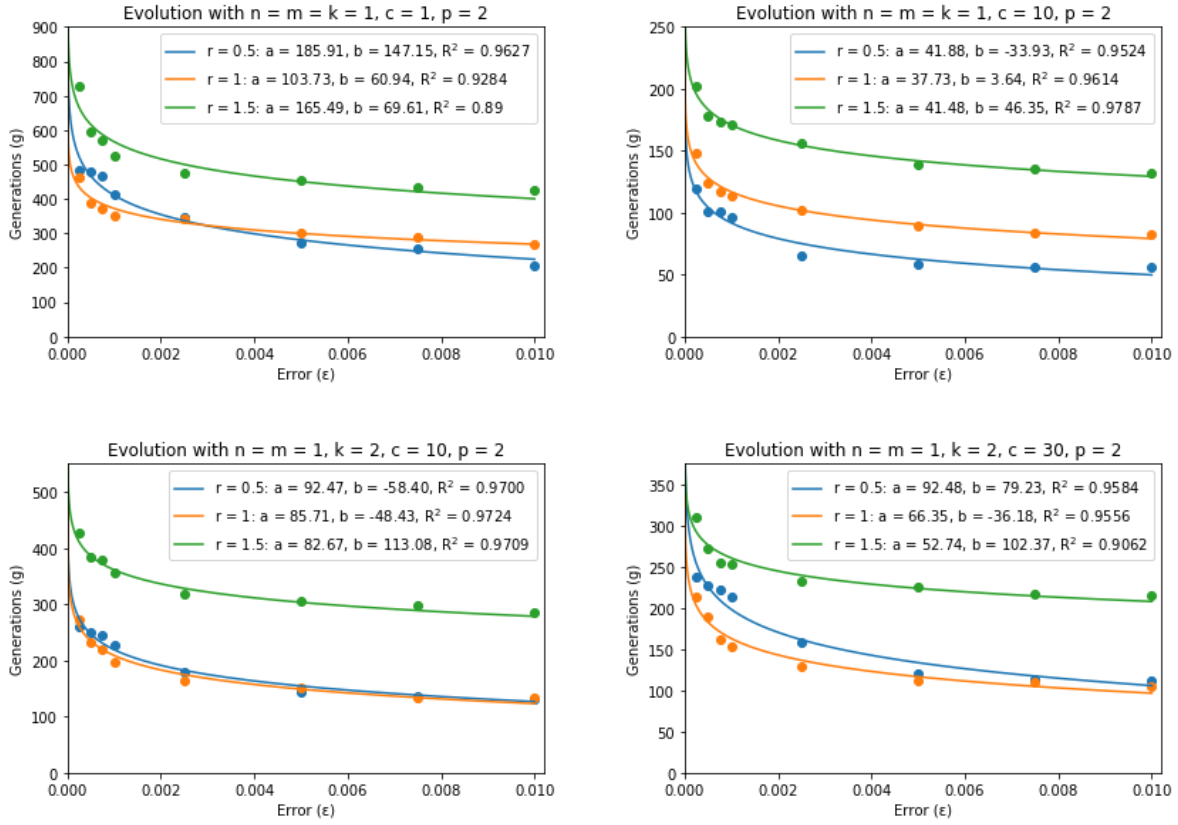 Evolution with n = m = k = 1, c = 1, p = 2
900
800
700
600
500
400
300
200
100
0
Generations (g)
r = 0.5: a = 185.91, b = 147.15, R² = 0.9627
r = 1: a = 103.73, b = 60.94, R² = 0.9284
r = 1.5: a = 165.49, b = 69.61, R² = 0.89
0.000 0.002 0.004 0.006 0.008 0.010
Error (ε)
Evolution with n = m = k = 1, c = 10, p = 2
250
200
150
100
50
0
Generations (g)
r = 0.5: a = 41.88, b = -33.93, R² = 0.9524
r = 1: a = 37.73, b = 3.64, R² = 0.9614
r = 1.5: a = 41.48, b = 46.35, R² = 0.9787
0.000 0.002 0.004 0.006 0.008 0.010
Error (ε)
Evolution with n = m = 1, k = 2, c = 10, p = 2
500
400
300
200
100
0
Generations (g)
r = 0.5: a = 92.47, b = -58.40, R² = 0.9700
r = 1: a = 85.71, b = -48.43, R² = 0.9724
r = 1.5: a = 82.67, b = 113.08, R² = 0.9709
0.000 0.002 0.004 0.006 0.008 0.010
Error (ε)
Evolution with n = m = 1, k = 2, c = 30, p = 2
350
300
250
200
150
100
50
0
Generations (g)
r = 0.5: a = 92.48, b = 79.23, R² = 0.9584
r = 1: a = 66.35, b = -36.18, R² = 0.9556
r = 1.5: a = 52.74, b = 102.37, R² = 0.9062
0.000 0.002 0.004 0.006 0.008 0.010
Error (ε)